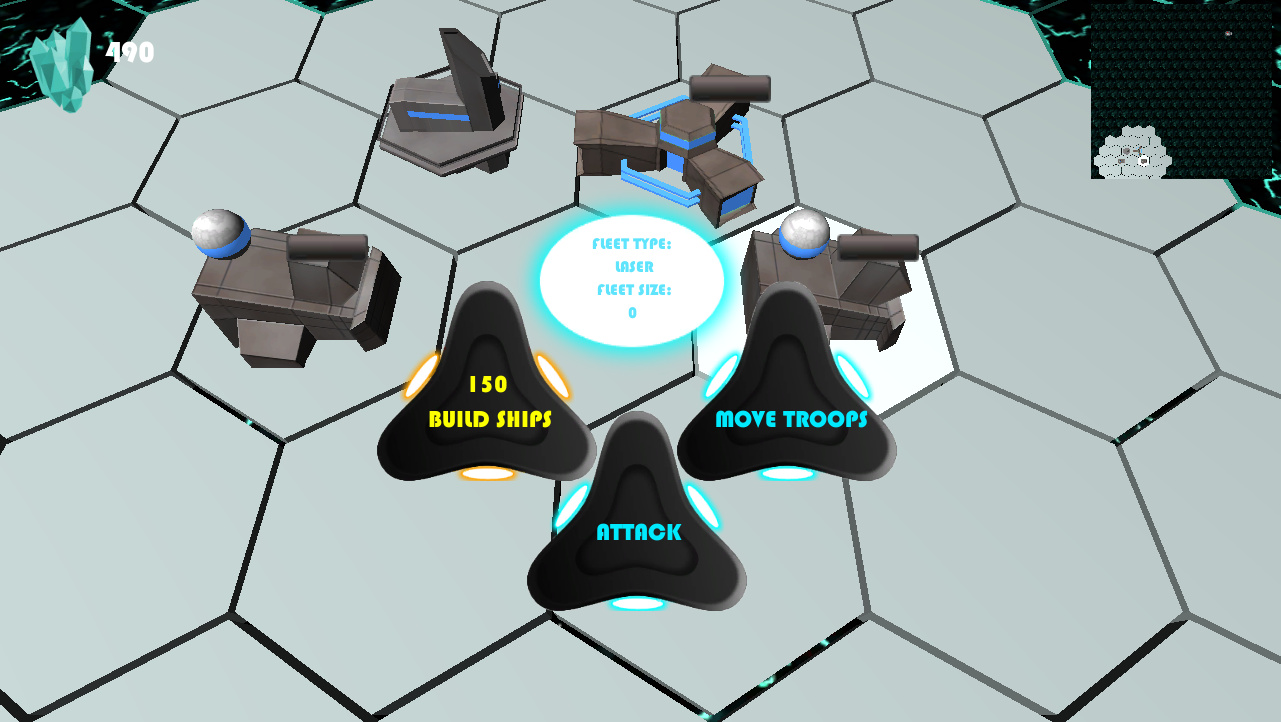 490
FLEET TYPE:
LASER
FLEET SIZE:
0
150
BUILD SHIPS
MOVE TROOPS
ATTACK